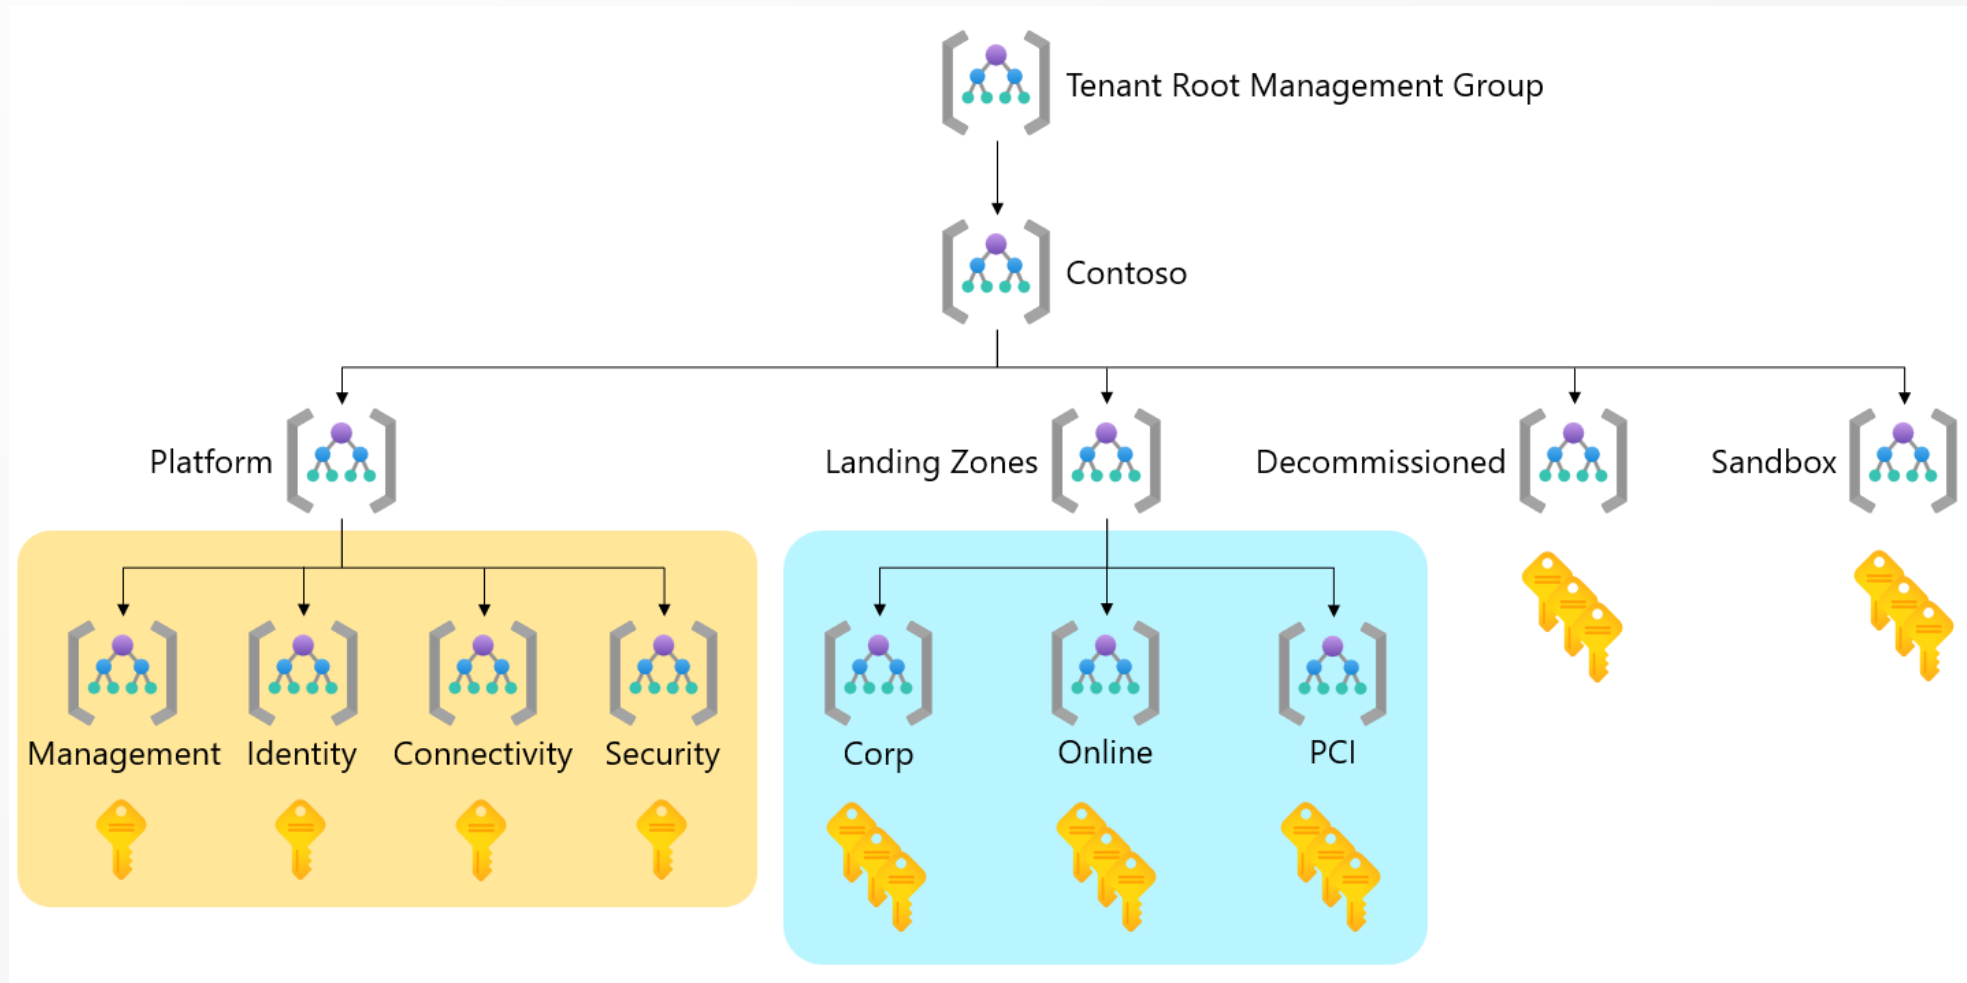 Tenant Root Management Group
Contoso
Platform
Landing Zones
Decommissioned
Sandbox
Management
Identity
Connectivity
Security
Corp
Online
PCI